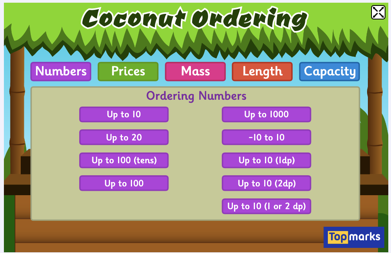 Coconut Ordering
Numbers Prices Mass Length Capacity
Ordering Numbers
Up to 10 Up to 1000
Up to 20 -10 to 10
Up to 100 (tens) Up to 10 (1dp)
Up to 100 Up to 10 (2dp)
Up to 10 (1 or 2 dp)
Topmarks